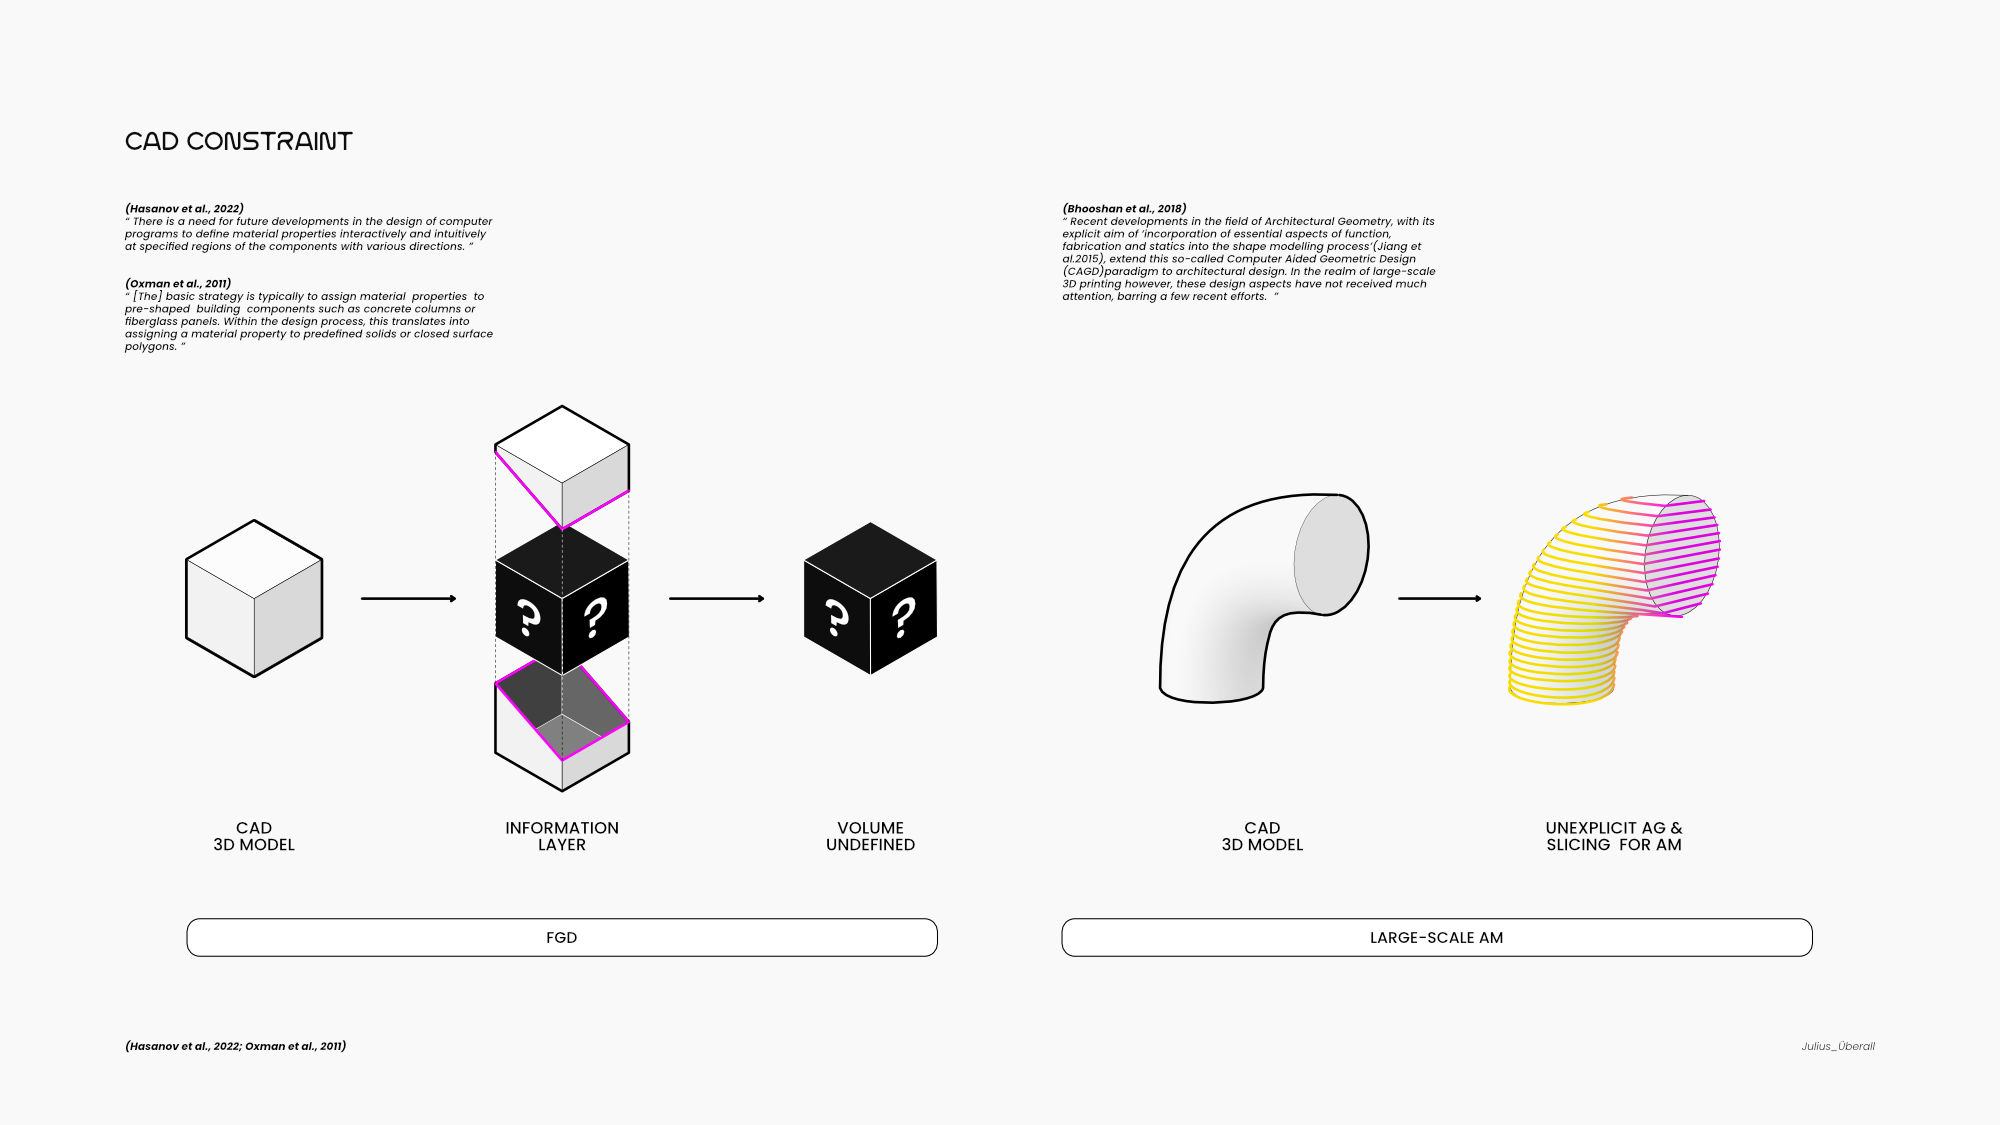 CAD CONSTRAINT
(Hasanov et al., 2022)
“ There is a need for future developments in the design of computer
programs to define material properties interactively and intuitively
at specified regions of the components with various directions. ”
(Oxman et al., 2011)
“ [The] basic strategy is typically to assign material properties to
pre-shaped building components such as concrete columns or
fiberglass panels. Within the design process, this translates into
assigning a material property to predefined solids or closed surface
polygons. ”
(Bhooshan et al., 2018)
“ Recent developments in the field of Architectural Geometry, with its
explicit aim of ‘incorporation of essential aspects of function,
fabrication and statics into the shape modelling process’(Jiang et
al.2015), extend this so-called Computer Aided Geometric Design
(CAGD)paradigm to architectural design. In the realm of large-scale
3D printing however, these design aspects have not received much
attention, barring a few recent efforts. ”
? ?
? ?
CAD
3D MODEL
INFORMATION
LAYER
VOLUME
UNDEFINED
CAD
3D MODEL
UNEXPLICIT AG &
SLICING FOR AM
FGD
LARGE-SCALE AM
(Hasanov et al., 2022; Oxman et al., 2011)
Julius_Überall